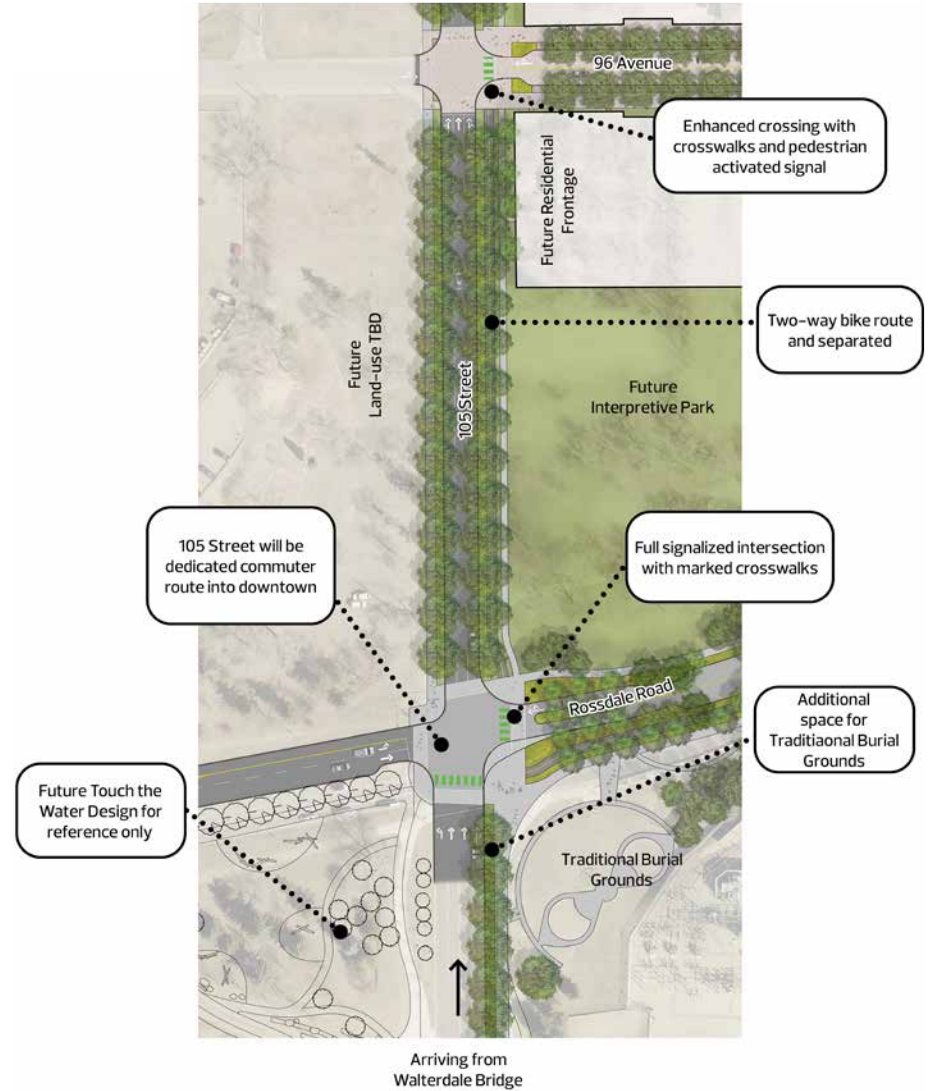 96 Avenue
Enhanced crossing with
crosswalks and pedestrian
activated signal
Future Residential
Frontage
Two-way bike route
and separated
Future
Land-use TBD
105 Street
Future
Interpretive Park
105 Street will be
dedicated commuter
route into downtown
Full signalized intersection
with marked crosswalks
Rossdale Road
Additional
space for
Traditiaonal Burial
Grounds
Future Touch the
Water Design for
reference only
Traditional Burial
Grounds
Arriving from
Walterdale Bridge